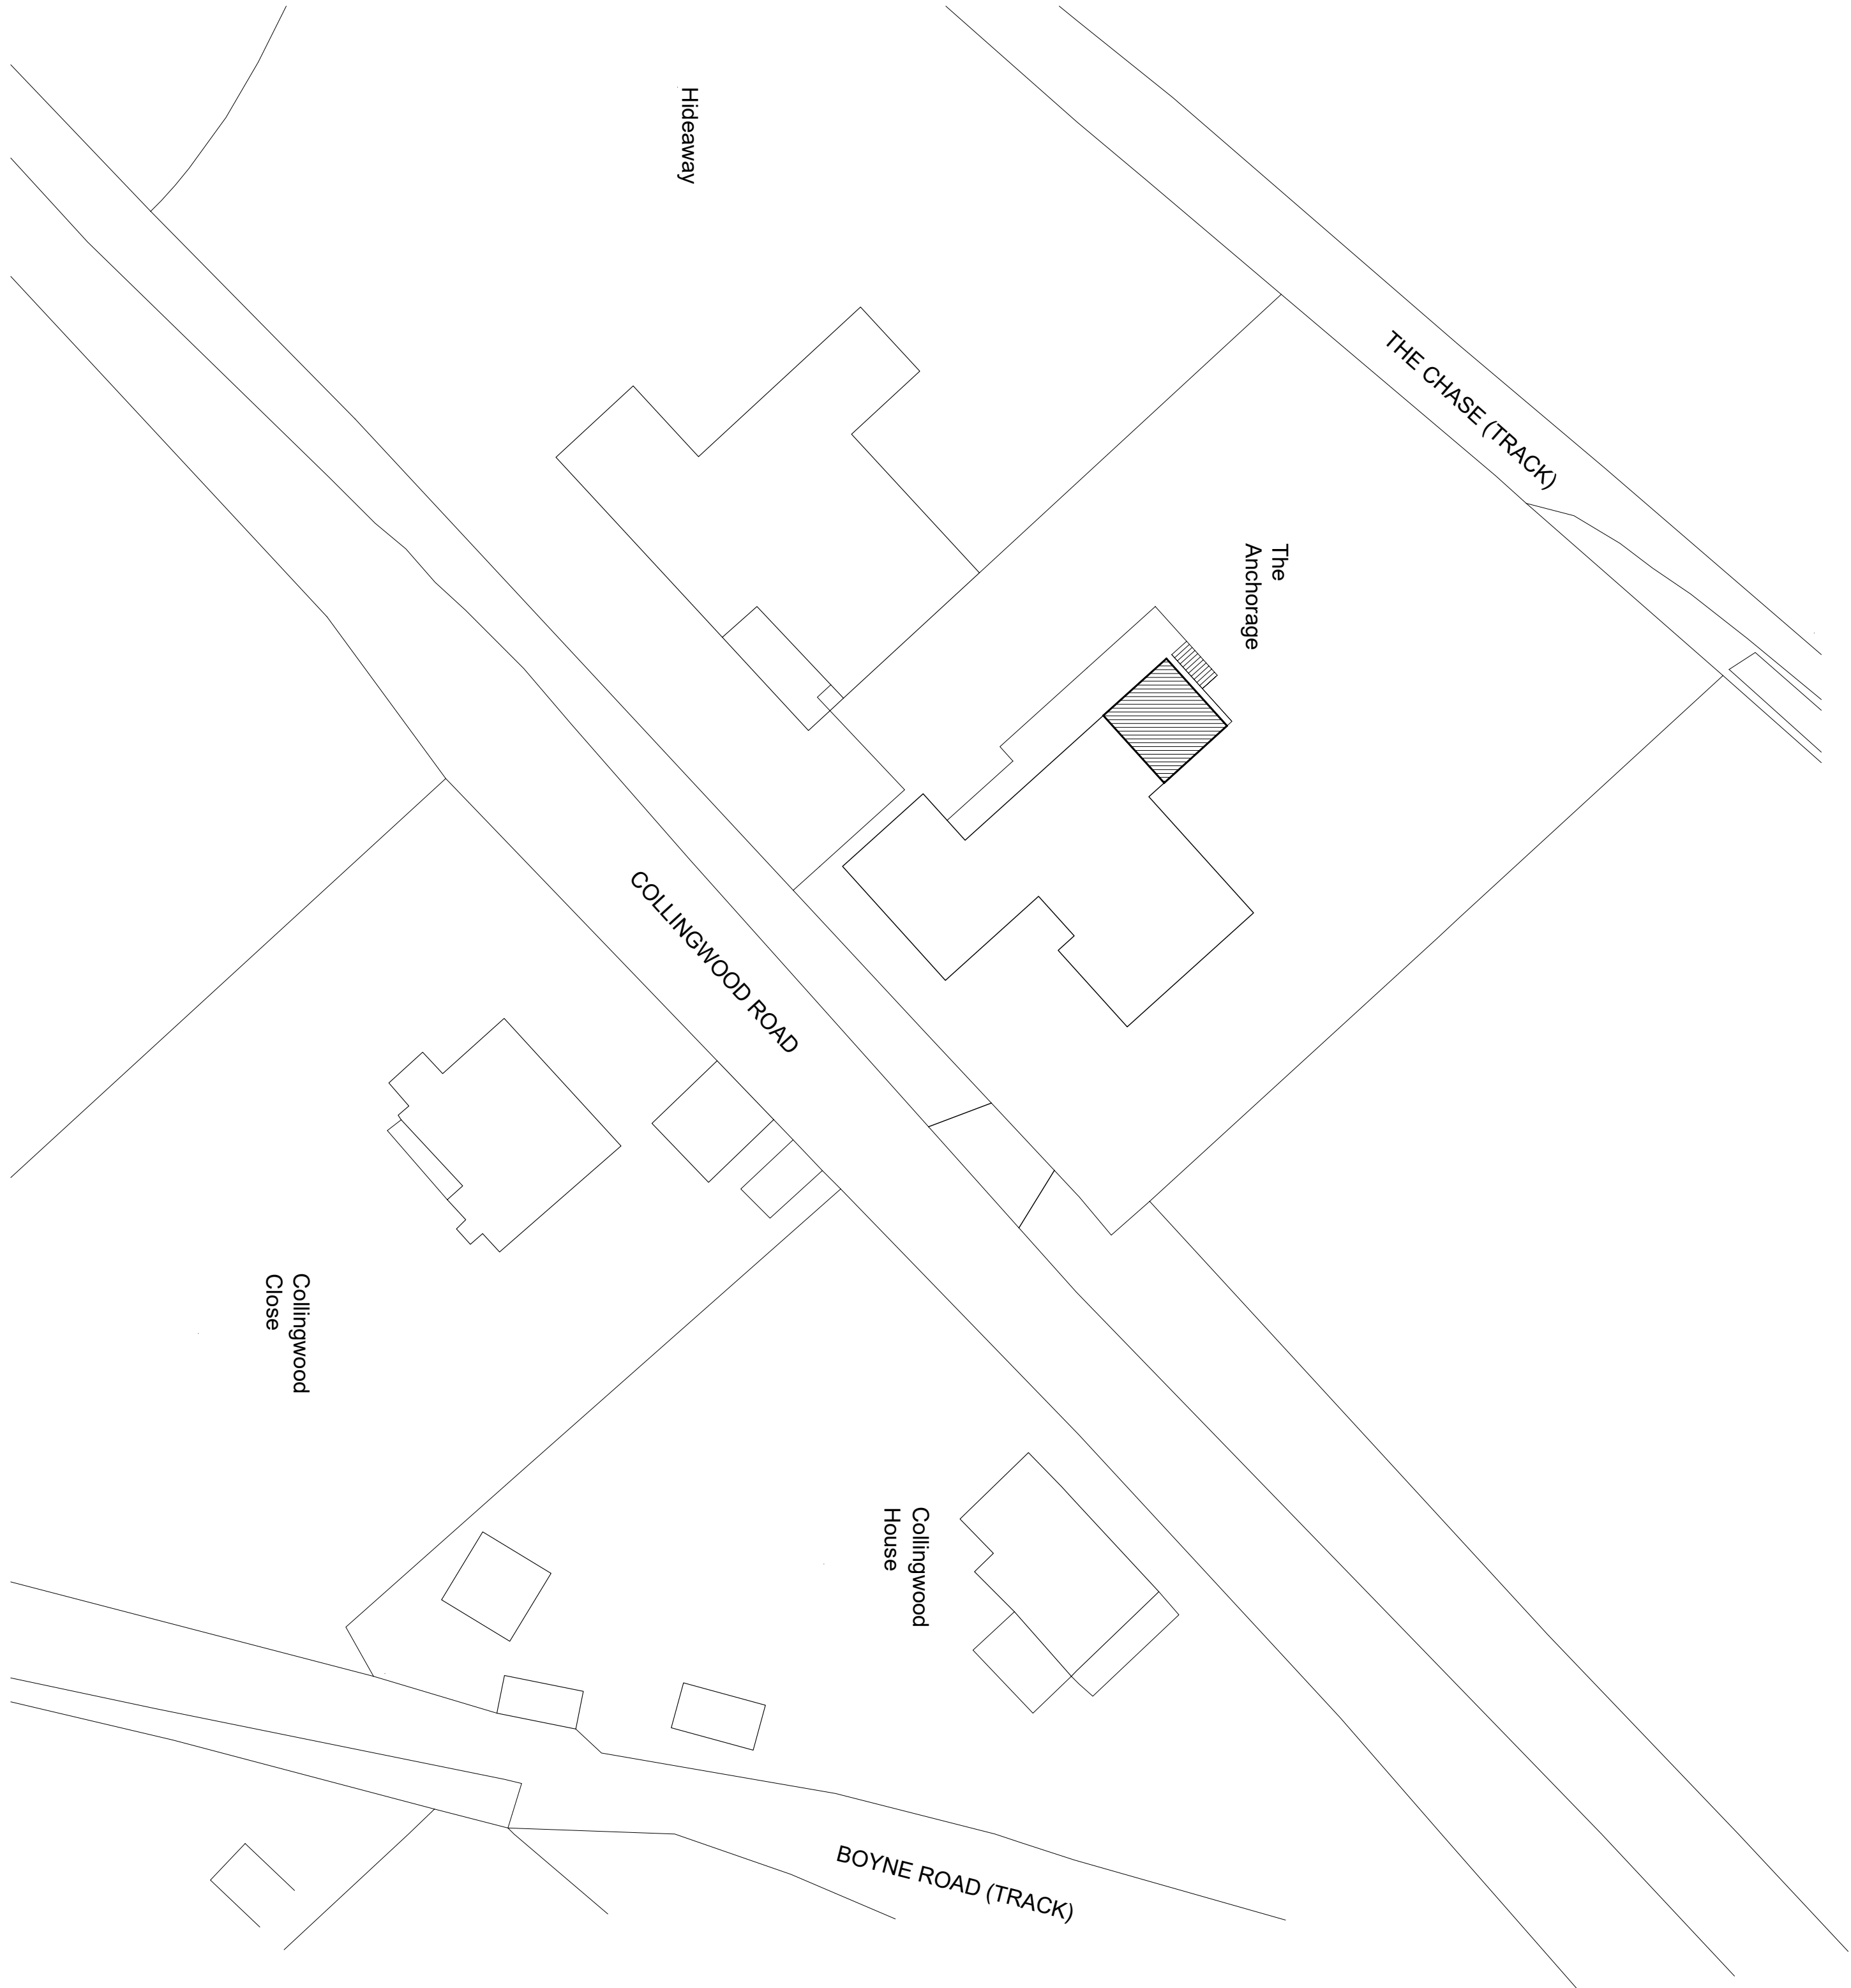 Hideaway
THE CHASE (TRACK)
The
Anchorage
COLLINGWOOD ROAD
Collingwood
Close
Collingwood
House
BOYNE ROAD (TRACK)